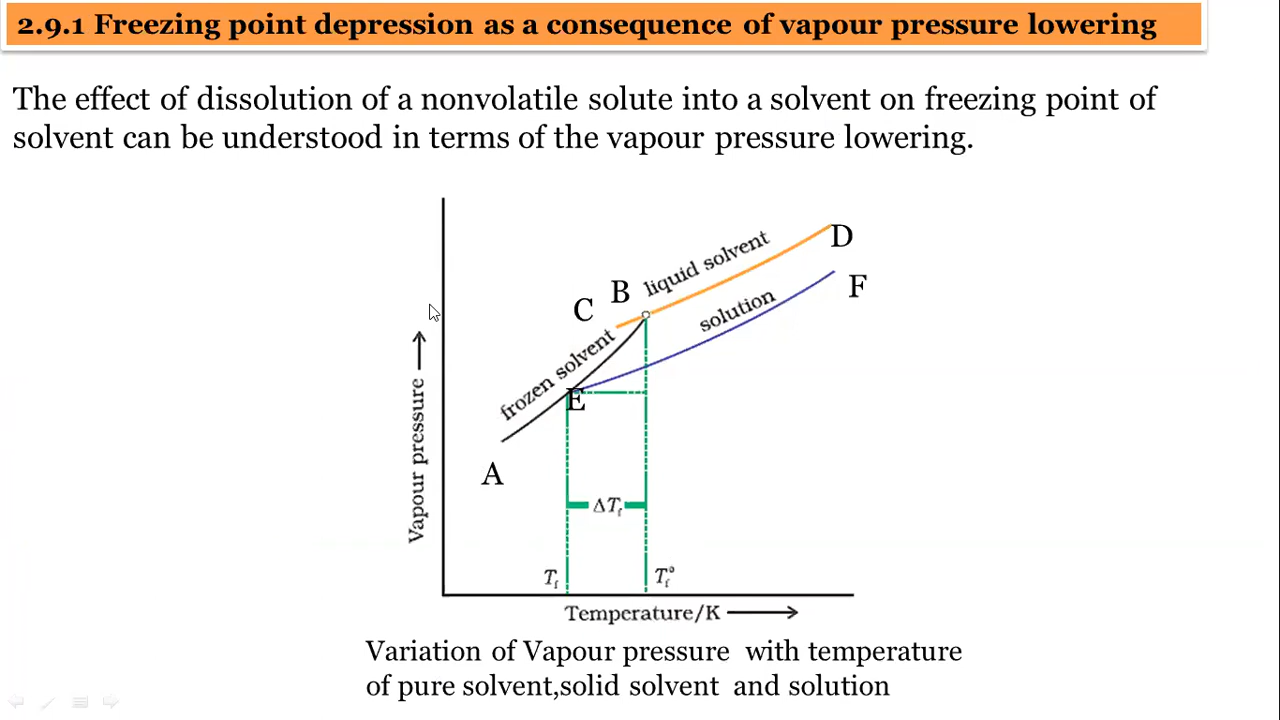 2.9.1 Freezing point depression as a consequence of vapour pressure lowering
The effect of dissolution of a nonvolatile solute into a solvent on freezing point of
solvent can be understood in terms of the vapour pressure lowering.
D
liquid solvent
B
F
C
solution
frozen solvent
E
A
Vapour pressure
ΔTf
Tf
Tf°
Temperature/K
Variation of Vapour pressure with temperature
of pure solvent,solid solvent and solution